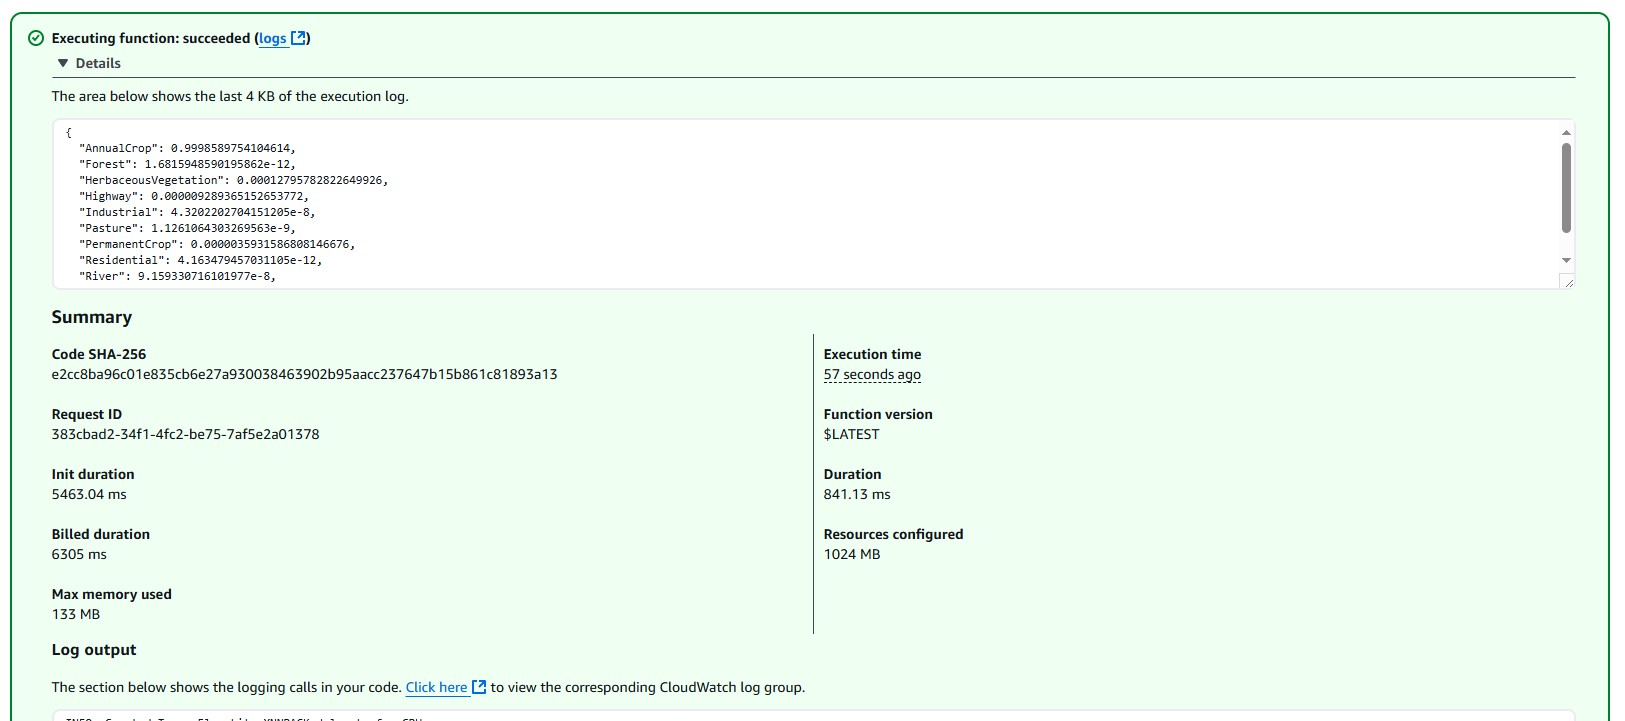 Executing function: succeeded (logs)
Details
The area below shows the last 4 KB of the execution log.
{
"AnnualCrop": 0.9998589754104614,
"Forest": 1.6815948590195862e-12,
"HerbaceousVegetation": 0.00012795782822649926,
"Highway": 0.000009289365152653772,
"Industrial": 4.3202202704151205e-8,
"Pasture": 1.1261064303269563e-9,
"PermanentCrop": 0.0000035931586808146676,
"Residential": 4.163479457031105e-12,
"River": 9.159330716101977e-8,
Summary
Code SHA-256
e2cc8ba96c01e835cb6e27a930038463902b95aacc237647b15b861c81893a13
Execution time
57 seconds ago
Request ID
383cbad2-34f1-4fc2-be75-7af5e2a01378
Function version
$LATEST
Init duration
5463.04 ms
Duration
841.13 ms
Billed duration
6305 ms
Resources configured
1024 MB
Max memory used
133 MB
Log output
The section below shows the logging calls in your code. Click here to view the corresponding CloudWatch log group.